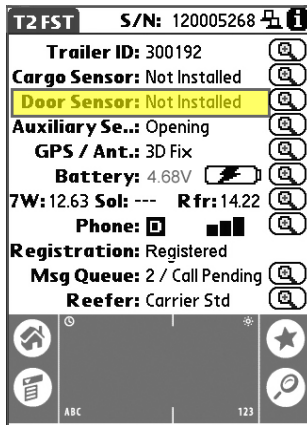 T2 FST S/N: 120005268
Trailer ID: 300192
Cargo Sensor: Not Installed
Door Sensor: Not Installed
Auxiliary Se..: Opening
GPS / Ant.: 3D Fix
Battery: 4.68V
7W: 12.63 Sol: --- Rfr: 14.22
Phone: D
Registration: Registered
Msg Queue: 2 / Call Pending
Reefer: Carrier Std
ABC 123